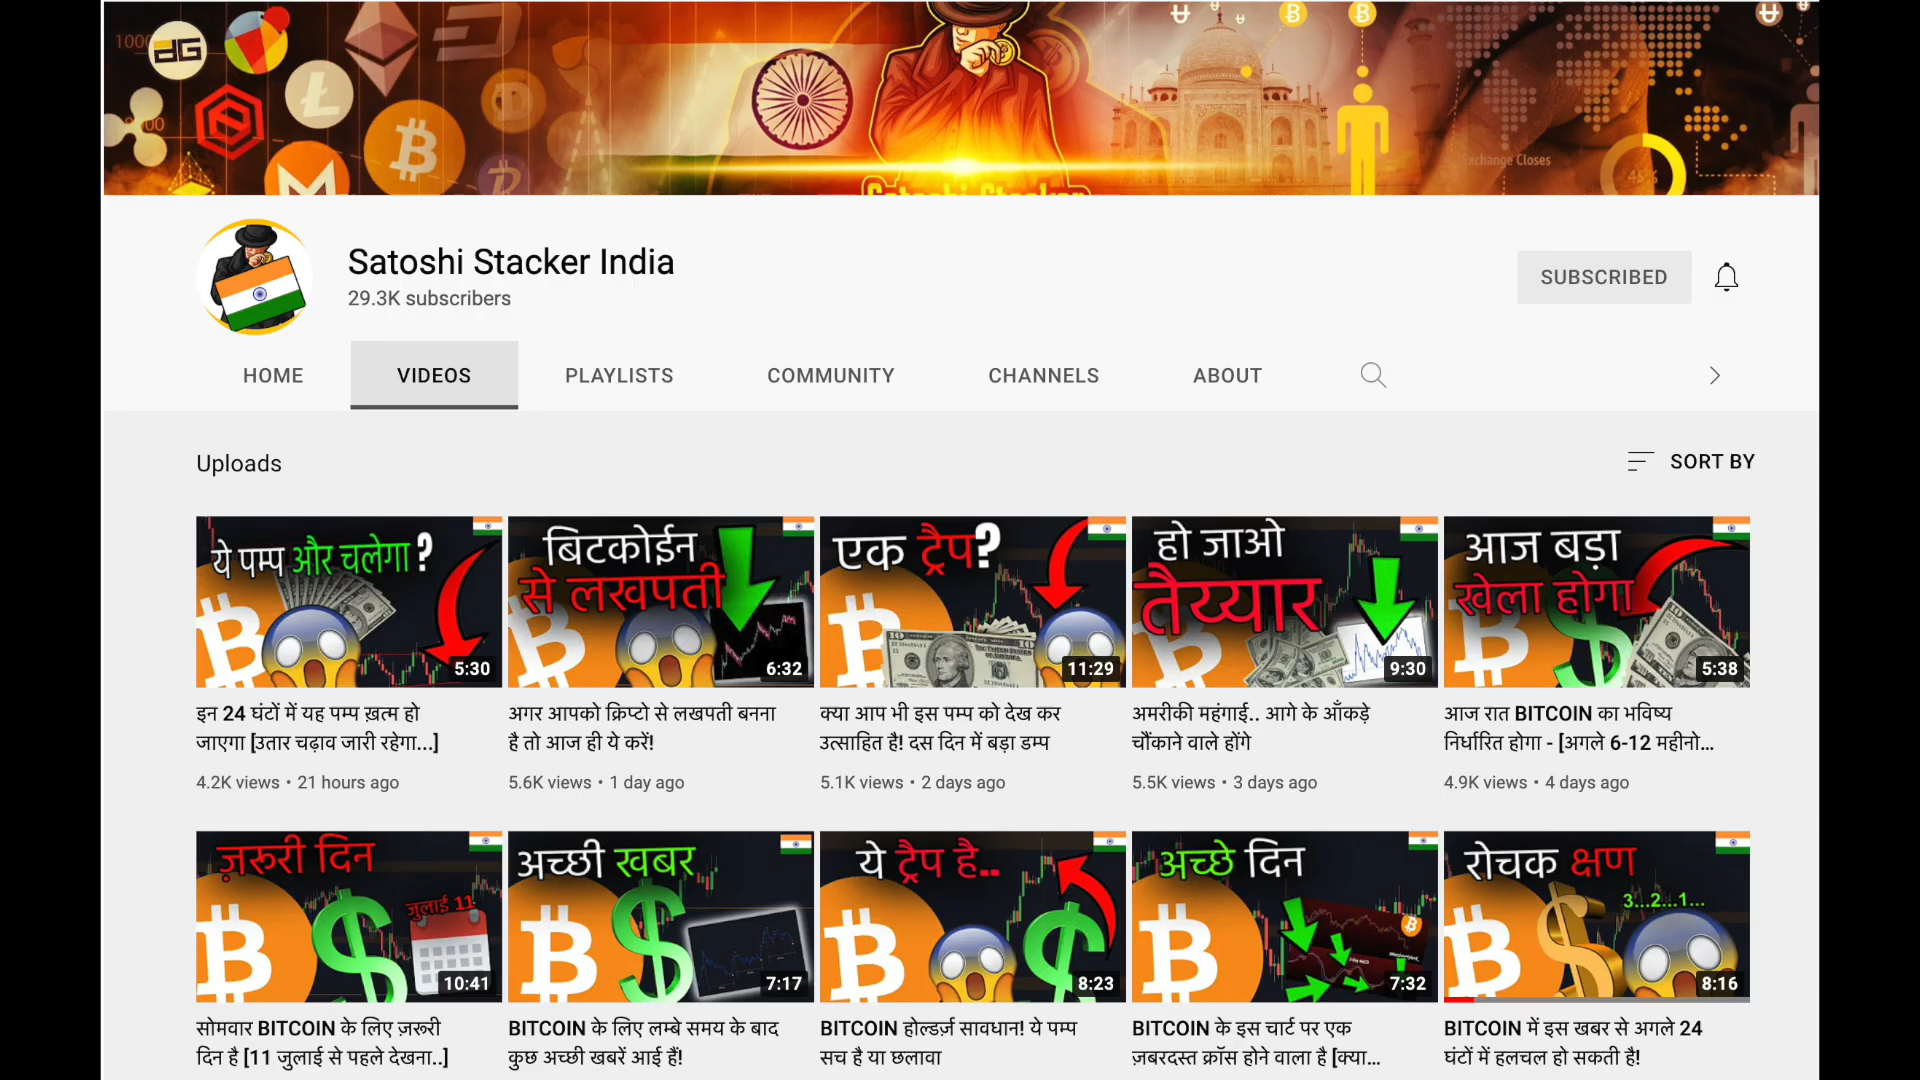 Satoshi Stacker
Exchange Closes
45%
Satoshi Stacker India
29.3K subscribers
SUBSCRIBED
HOME
VIDEOS
PLAYLISTS
COMMUNITY
CHANNELS
ABOUT
Uploads
SORT BY
ये पम्प और चलेगा ?
5:30
बिटकोईन
से लखपती
6:32
एक ट्रैप?
11:29
हो जाओ
तैय्यार
9:30
आज बड़ा
खेला होगा
5:38
इन 24 घंटों में यह पम्प ख़त्म हो
जाएगा [उतार चढ़ाव जारी रहेगा...]
4.2K views • 21 hours ago
अगर आपको क्रिप्टो से लखपती बनना
है तो आज ही ये करें!
5.6K views • 1 day ago
क्या आप भी इस पम्प को देख कर
उत्साहित है! दस दिन में बड़ा डम्प
5.1K views • 2 days ago
अमरीकी महंगाई.. आगे के आँकड़े
चौंकाने वाले होंगे
5.5K views • 3 days ago
आज रात BITCOIN का भविष्य
निर्धारित होगा - [अगले 6-12 महीनो...
4.9K views • 4 days ago
ज़रूरी दिन
जुलाई 11
10:41
अच्छी खबर
7:17
ये ट्रैप है..
8:23
अच्छे दिन
7:32
रोचक क्षण
3...2...1...
8:16
सोमवार BITCOIN के लिए ज़रूरी
दिन है [11 जुलाई से पहले देखना..]
BITCOIN के लिए लम्बे समय के बाद
कुछ अच्छी खबरें आई हैं!
BITCOIN होल्डर्ज़ सावधान! ये पम्प
सच है या छलावा
BITCOIN के इस चार्ट पर एक
ज़बरदस्त क्रॉस होने वाला है [क्या...
BITCOIN में इस खबर से अगले 24
घंटों में हलचल हो सकती है!